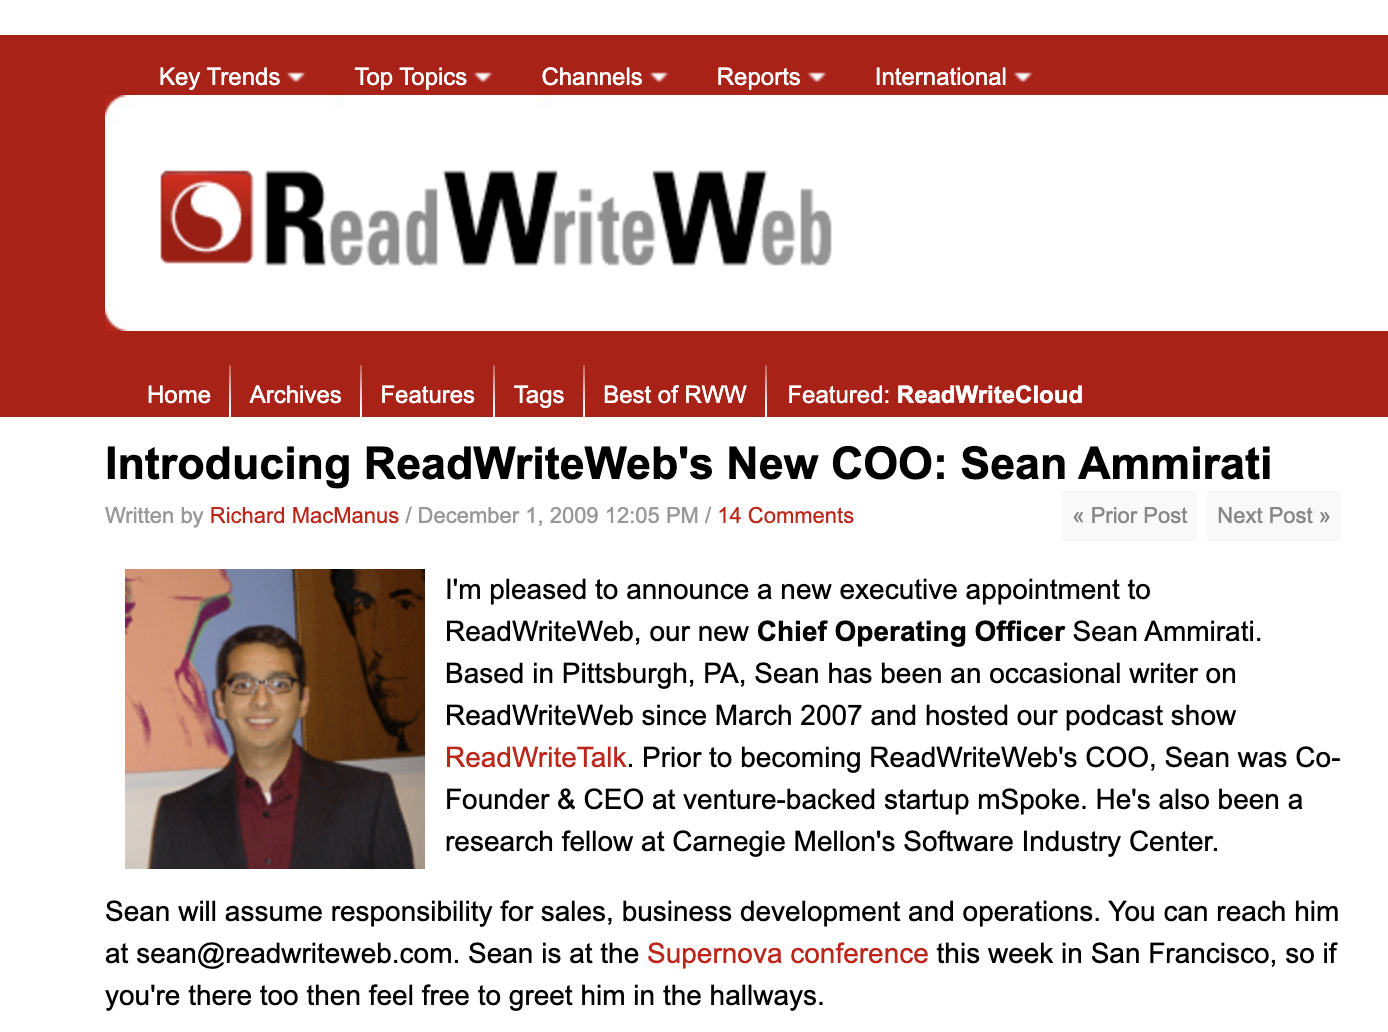 Key Trends Top Topics Channels Reports International
ReadWriteWeb
Home Archives Features Tags Best of RWW Featured: ReadWriteCloud
Introducing ReadWriteWeb's New COO: Sean Ammirati
Written by Richard MacManus / December 1, 2009 12:05 PM / 14 Comments « Prior Post Next Post »
I'm pleased to announce a new executive appointment to
ReadWriteWeb, our new Chief Operating Officer Sean Ammirati.
Based in Pittsburgh, PA, Sean has been an occasional writer on
ReadWriteWeb since March 2007 and hosted our podcast show
ReadWriteTalk. Prior to becoming ReadWriteWeb's COO, Sean was Co-
Founder & CEO at venture-backed startup mSpoke. He's also been a
research fellow at Carnegie Mellon's Software Industry Center.
Sean will assume responsibility for sales, business development and operations. You can reach him
at sean@readwriteweb.com. Sean is at the Supernova conference this week in San Francisco, so if
you're there too then feel free to greet him in the hallways.